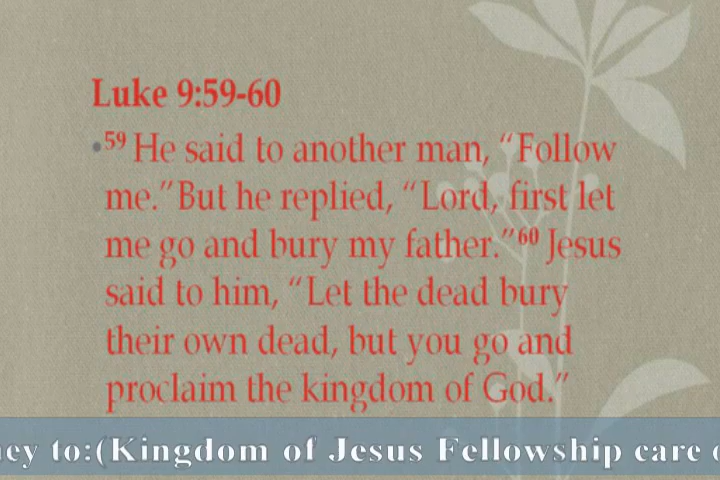 Luke 9:59-60
•59 He said to another man, “Follow
me.”But he replied, “Lord, first let
me go and bury my father.”60 Jesus
said to him, “Let the dead bury
their own dead, but you go and
proclaim the kingdom of God.”
to:(Kingdom of Jesus Fellowship care